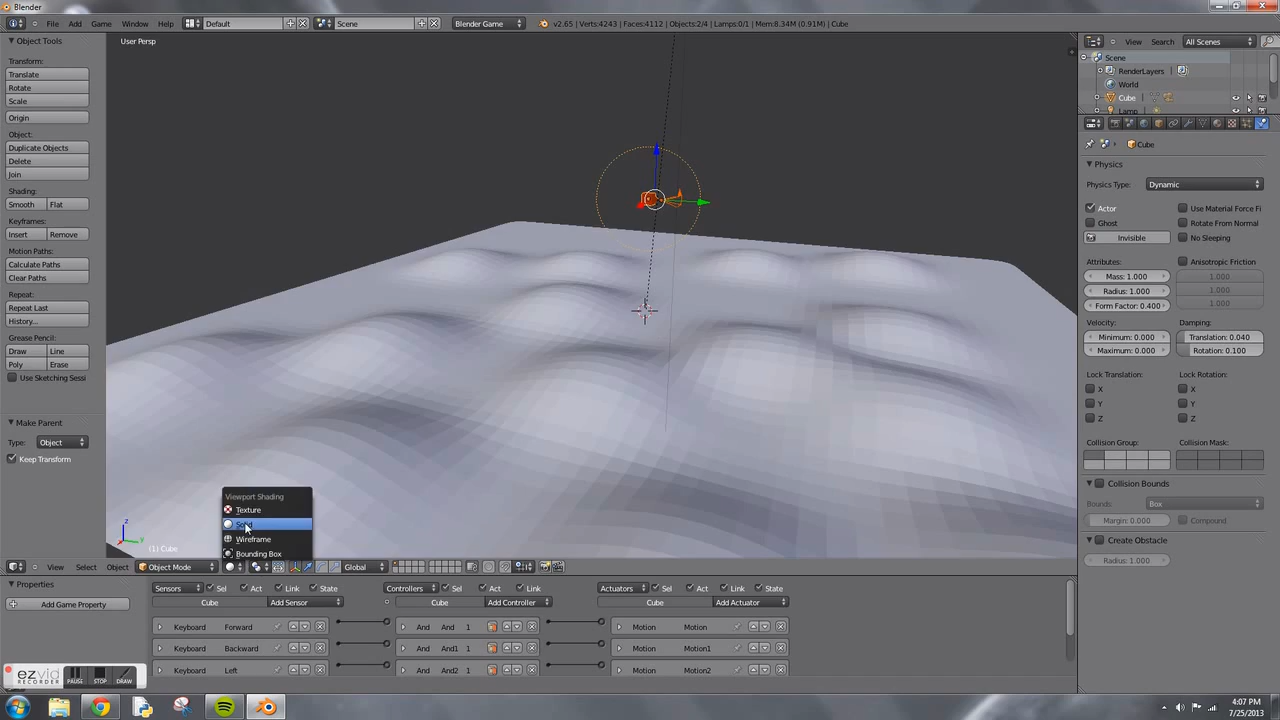 Blender
File Add Game Window Help Default Scene Blender Game v2.65 | Verts:4243 | Faces:4112 | Objects:2/4 | Lamps:0/1 | Mem:8.34M (0.91M) | Cube
Object Tools
Transform:
Translate
Rotate
Scale
Origin
Object:
Duplicate Objects
Delete
Join
Shading:
Smooth Flat
Keyframes:
Insert Remove
Motion Paths:
Calculate Paths
Clear Paths
Repeat:
Repeat Last
History...
Grease Pencil:
Draw Line
Poly Erase
Use Sketching Sessi
Make Parent
Type: Object
Keep Transform
User Persp
Viewport Shading
Texture
Solid
Wireframe
Bounding Box
z
y
(1) Cube
View Search All Scenes
Scene
RenderLayers
World
Cube
Lamp
Cube
Physics
Physics Type: Dynamic
Actor Use Material Force Fi
Ghost Rotate From Normal
Invisible No Sleeping
Attributes: Anisotropic Friction
Mass: 1.000 1.000
Radius: 1.000 1.000
Form Factor: 0.400 1.000
Velocity: Damping:
Minimum: 0.000 Translation: 0.040
Maximum: 0.000 Rotation: 0.100
Lock Translation: Lock Rotation:
X X
Y Y
Z Z
Collision Group: Collision Mask:
Collision Bounds
Bounds: Box
Margin: 0.000 Compound
Create Obstacle
Radius: 1.000
View Select Object Object Mode Global
Properties
Add Game Property
Sensors Sel Act Link State Controllers Sel Act Link Actuators Sel Act Link State
Cube Add Sensor Cube Add Controller Cube Add Actuator
Keyboard Forward And And 1 Motion Motion
Keyboard Backward And And1 1 Motion Motion1
Keyboard Left And And2 1 Motion Motion2
ezvid
RECORDER
PAUSE STOP DRAW
4:07 PM
7/25/2013